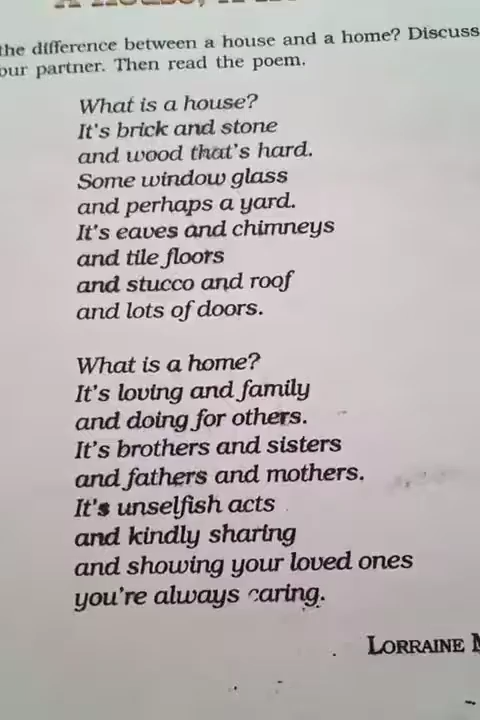 the difference between a house and a home? Discuss
our partner. Then read the poem.
What is a house?
It's brick and stone
and wood that's hard.
Some window glass
and perhaps a yard.
It's eaves and chimneys
and tile floors
and stucco and roof
and lots of doors.
What is a home?
It's loving and family
and doing for others.
It's brothers and sisters
and fathers and mothers.
It's unselfish acts
and kindly sharing
and showing your loved ones
you're always caring.
LORRAINE